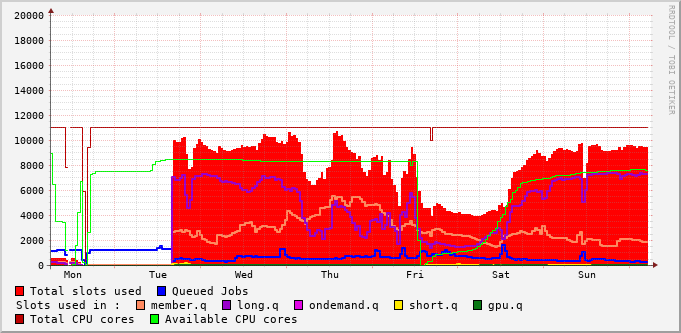 20000
18000
16000
14000
12000
10000
8000
6000
4000
2000
0
Mon Tue Wed Thu Fri Sat Sun
Total slots used Queued Jobs
Slots used in : member.q long.q ondemand.q short.q gpu.q
Total CPU cores Available CPU cores
RRDTOOL / TOBI OETIKER